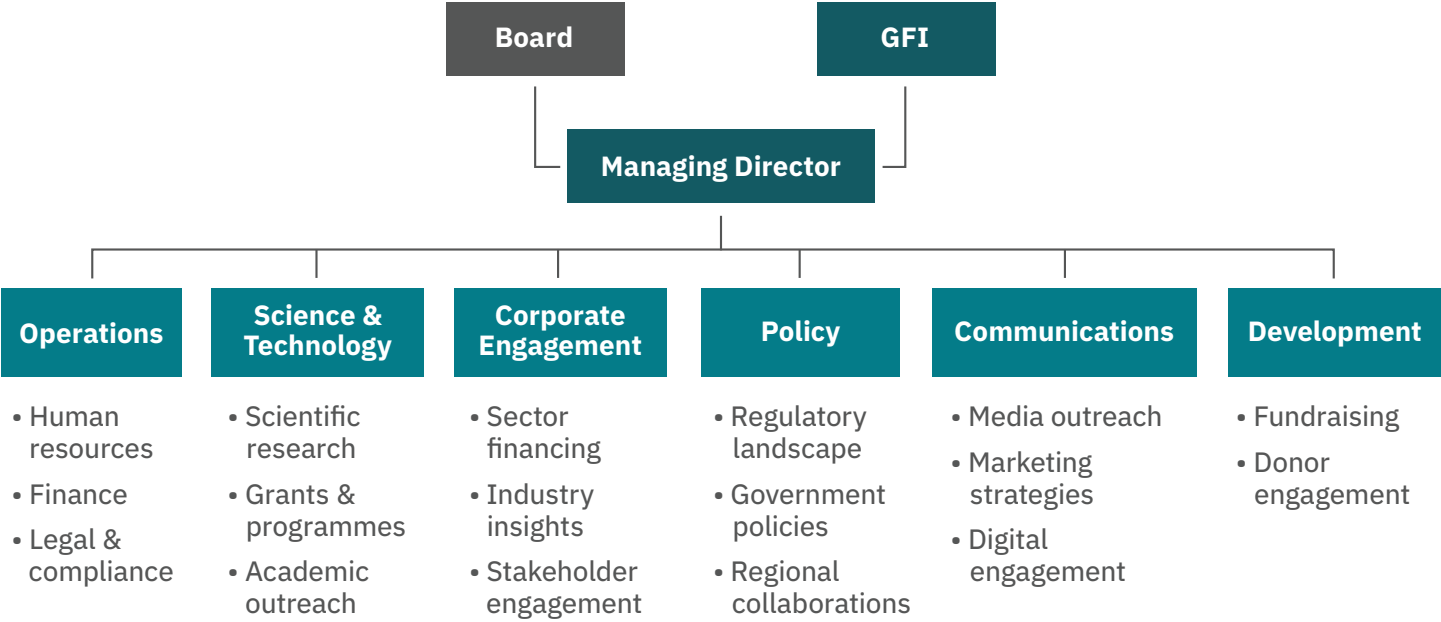 Board
GFI
Managing Director
Operations
• Human
resources
• Finance
• Legal &
compliance
Science &
Technology
• Scientific
research
• Grants &
programmes
• Academic
outreach
Corporate
Engagement
• Sector
financing
• Industry
insights
• Stakeholder
engagement
Policy
• Regulatory
landscape
• Government
policies
• Regional
collaborations
Communications
• Media outreach
• Marketing
strategies
• Digital
engagement
Development
• Fundraising
• Donor
engagement